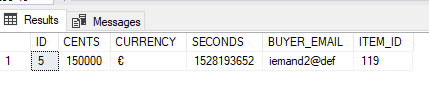 Results Messages
ID CENTS CURRENCY SECONDS BUYER_EMAIL ITEM_ID
1 5 150000 € 1528193652 iemand2@def 119